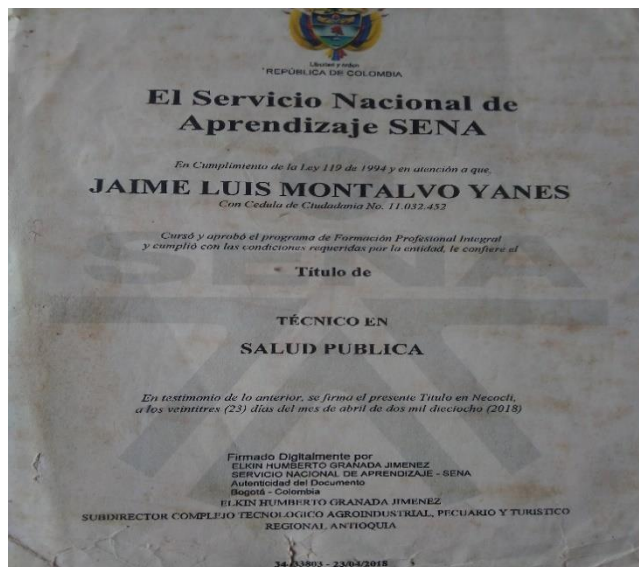 Libertad y orden
REPÚBLICA DE COLOMBIA
El Servicio Nacional de
Aprendizaje SENA
En Cumplimiento de la Ley 119 de 1994 y en atención a que,
JAIME LUIS MONTALVO YANES
Con Cedula de Ciudadania No. 11.032.452
Cursó y aprobó el programa de Formación Profesional Integral
y cumplió con las condiciones requeridas por la entidad, le confiere el
SENA
Título de
TÉCNICO EN
SALUD PUBLICA
En testimonio de lo anterior, se firma el presente Título en Necoclí,
a los veintitres (23) días del mes de abril de dos mil dieciocho (2018)
Firmado Digitalmente por
ELKIN HUMBERTO GRANADA JIMENEZ
SERVICIO NACIONAL DE APRENDIZAJE - SENA
Autenticidad del Documento
Bogotá - Colombia
ELKIN HUMBERTO GRANADA JIMENEZ
SUBDIRECTOR COMPLEJO TECNOLOGICO AGROINDUSTRIAL, PECUARIO Y TURISTICO
REGIONAL ANTIOQUIA
23/04/2018